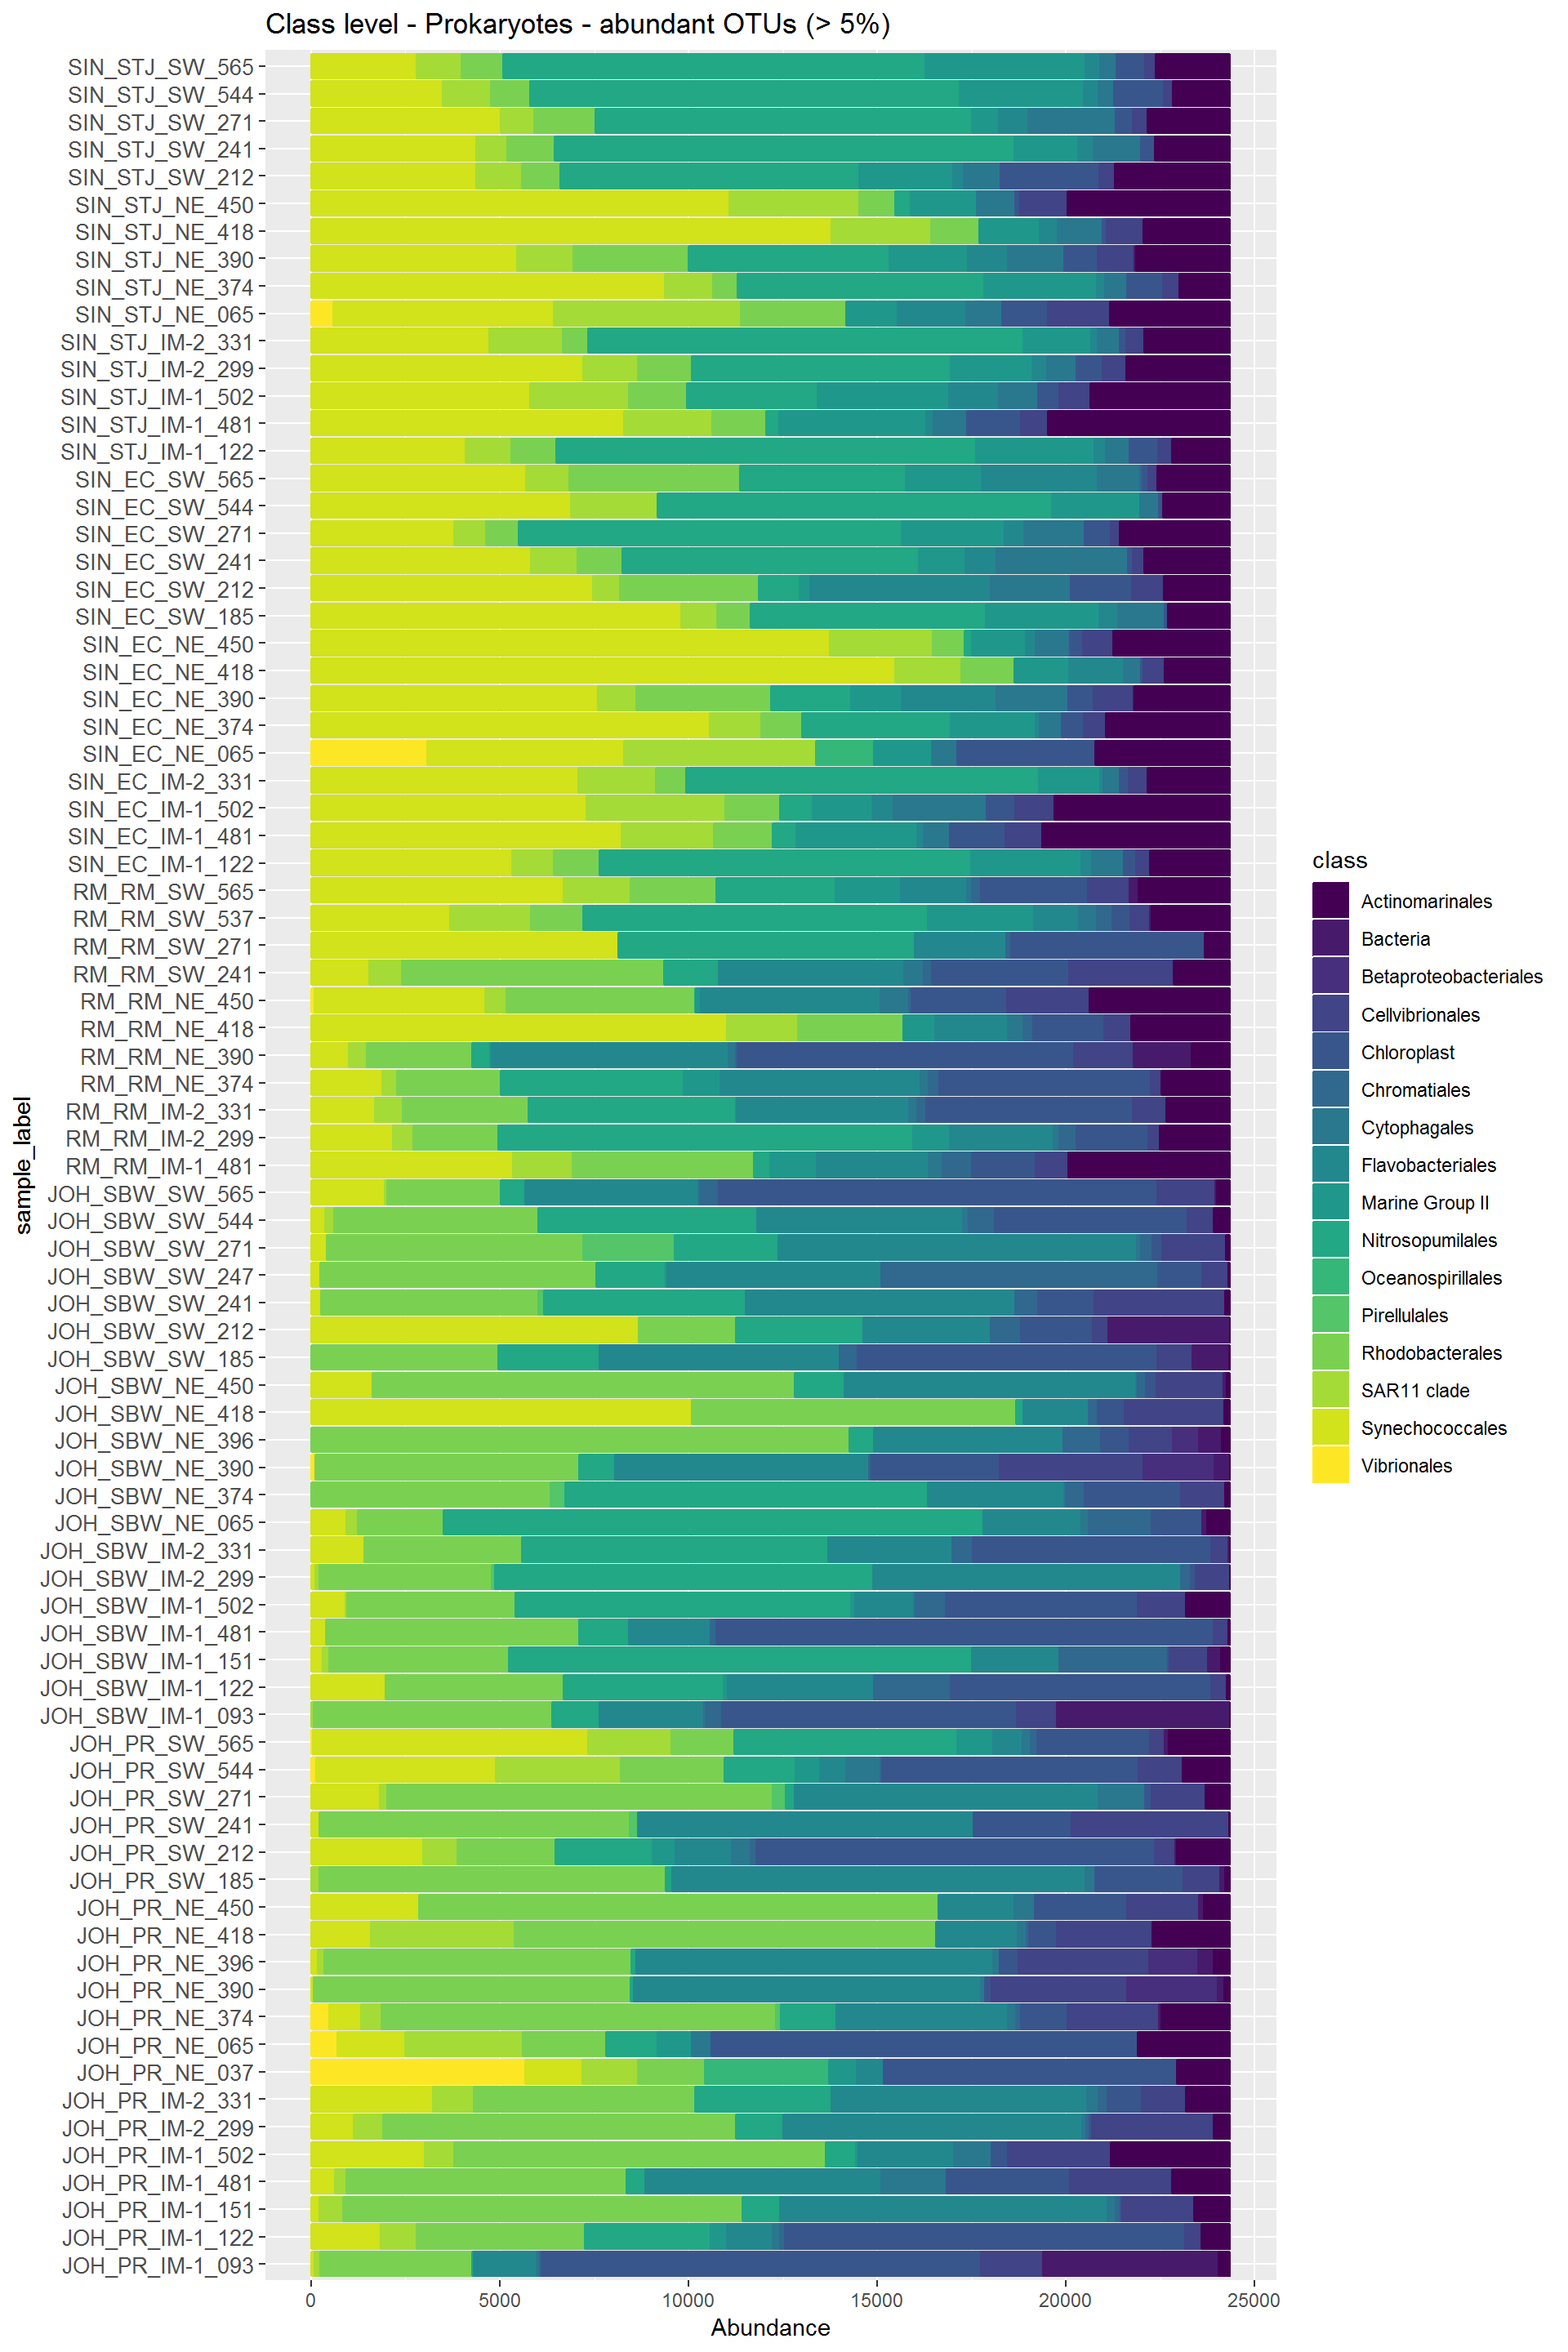 Class level - Prokaryotes - abundant OTUs (> 5%)
SIN_STJ_SW_565
SIN_STJ_SW_544
SIN_STJ_SW_271
SIN_STJ_SW_241
SIN_STJ_SW_212
SIN_STJ_NE_450
SIN_STJ_NE_418
SIN_STJ_NE_390
SIN_STJ_NE_374
SIN_STJ_NE_065
SIN_STJ_IM-2_331
SIN_STJ_IM-2_299
SIN_STJ_IM-1_502
SIN_STJ_IM-1_481
SIN_STJ_IM-1_122
SIN_EC_SW_565
SIN_EC_SW_544
SIN_EC_SW_271
SIN_EC_SW_241
SIN_EC_SW_212
SIN_EC_SW_185
SIN_EC_NE_450
SIN_EC_NE_418
SIN_EC_NE_390
SIN_EC_NE_374
SIN_EC_NE_065
SIN_EC_IM-2_331
SIN_EC_IM-1_502
SIN_EC_IM-1_481
SIN_EC_IM-1_122
RM_RM_SW_565
RM_RM_SW_537
RM_RM_SW_271
RM_RM_SW_241
RM_RM_NE_450
RM_RM_NE_418
RM_RM_NE_390
RM_RM_NE_374
RM_RM_IM-2_331
RM_RM_IM-2_299
RM_RM_IM-1_481
JOH_SBW_SW_565
JOH_SBW_SW_544
JOH_SBW_SW_271
JOH_SBW_SW_247
JOH_SBW_SW_241
JOH_SBW_SW_212
JOH_SBW_SW_185
JOH_SBW_NE_450
JOH_SBW_NE_418
JOH_SBW_NE_396
JOH_SBW_NE_390
JOH_SBW_NE_374
JOH_SBW_NE_065
JOH_SBW_IM-2_331
JOH_SBW_IM-2_299
JOH_SBW_IM-1_502
JOH_SBW_IM-1_481
JOH_SBW_IM-1_151
JOH_SBW_IM-1_122
JOH_SBW_IM-1_093
JOH_PR_SW_565
JOH_PR_SW_544
JOH_PR_SW_271
JOH_PR_SW_241
JOH_PR_SW_212
JOH_PR_SW_185
JOH_PR_NE_450
JOH_PR_NE_418
JOH_PR_NE_396
JOH_PR_NE_390
JOH_PR_NE_374
JOH_PR_NE_065
JOH_PR_NE_037
JOH_PR_IM-2_331
JOH_PR_IM-2_299
JOH_PR_IM-1_502
JOH_PR_IM-1_481
JOH_PR_IM-1_151
JOH_PR_IM-1_122
JOH_PR_IM-1_093
sample_label
0 5000 10000 15000 20000 25000
Abundance
class
Actinomarinales
Bacteria
Betaproteobacteriales
Cellvibrionales
Chloroplast
Chromatiales
Cytophagales
Flavobacteriales
Marine Group II
Nitrosopumilales
Oceanospirillales
Pirellulales
Rhodobacterales
SAR11 clade
Synechococcales
Vibrionales